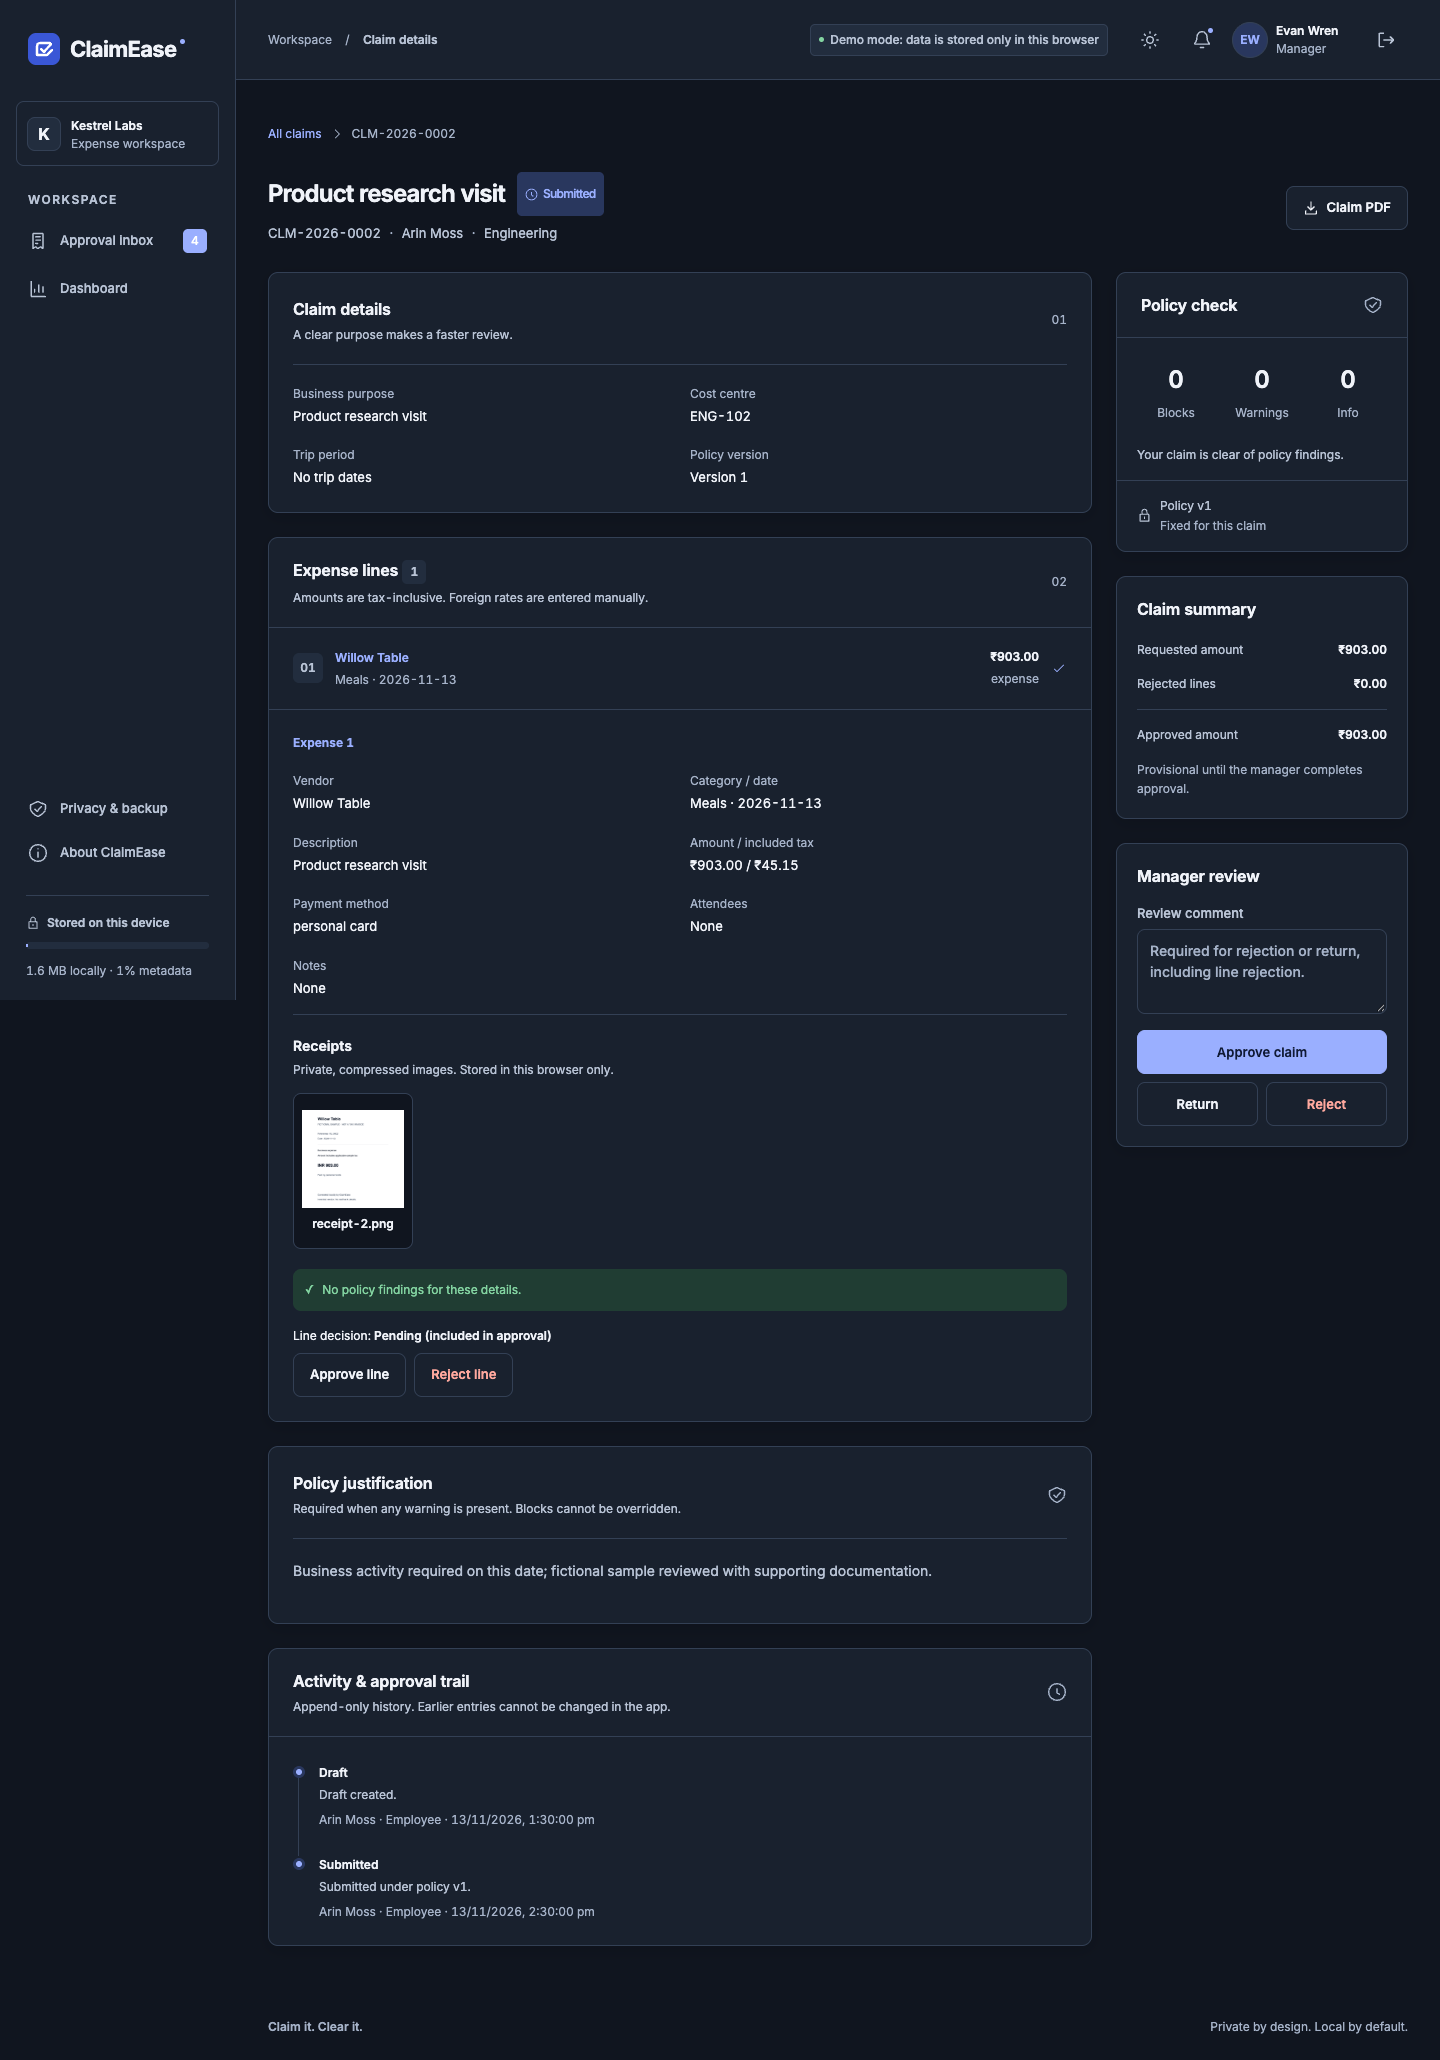 ClaimEase
K
Kestrel Labs
Expense workspace
WORKSPACE
Approval inbox
4
Dashboard
Privacy & backup
About ClaimEase
Stored on this device
1.6 MB locally · 1% metadata
Workspace / Claim details
Demo mode: data is stored only in this browser
EW
Evan Wren
Manager
All claims
CLM-2026-0002
Product research visit
Submitted
CLM-2026-0002 · Arin Moss · Engineering
Claim PDF
Claim details
A clear purpose makes a faster review.
01
Business purpose
Product research visit
Cost centre
ENG-102
Trip period
No trip dates
Policy version
Version 1
Expense lines 1
Amounts are tax-inclusive. Foreign rates are entered manually.
02
01
Willow Table
Meals · 2026-11-13
₹903.00
expense
Expense 1
Vendor
Willow Table
Category / date
Meals · 2026-11-13
Description
Product research visit
Amount / included tax
₹903.00 / ₹45.15
Payment method
personal card
Attendees
None
Notes
None
Receipts
Private, compressed images. Stored in this browser only.
Willow Table
INR 903.00
receipt-2.png
✓ No policy findings for these details.
Line decision: Pending (included in approval)
Approve line
Reject line
Policy justification
Required when any warning is present. Blocks cannot be overridden.
Business activity required on this date; fictional sample reviewed with supporting documentation.
Activity & approval trail
Append-only history. Earlier entries cannot be changed in the app.
Draft
Draft created.
Arin Moss · Employee · 13/11/2026, 1:30:00 pm
Submitted
Submitted under policy v1.
Arin Moss · Employee · 13/11/2026, 2:30:00 pm
Policy check
0
Blocks
0
Warnings
0
Info
Your claim is clear of policy findings.
Policy v1
Fixed for this claim
Claim summary
Requested amount
₹903.00
Rejected lines
₹0.00
Approved amount
₹903.00
Provisional until the manager completes
approval.
Manager review
Review comment
Required for rejection or return,
including line rejection.
Approve claim
Return
Reject
Claim it. Clear it.
Private by design. Local by default.